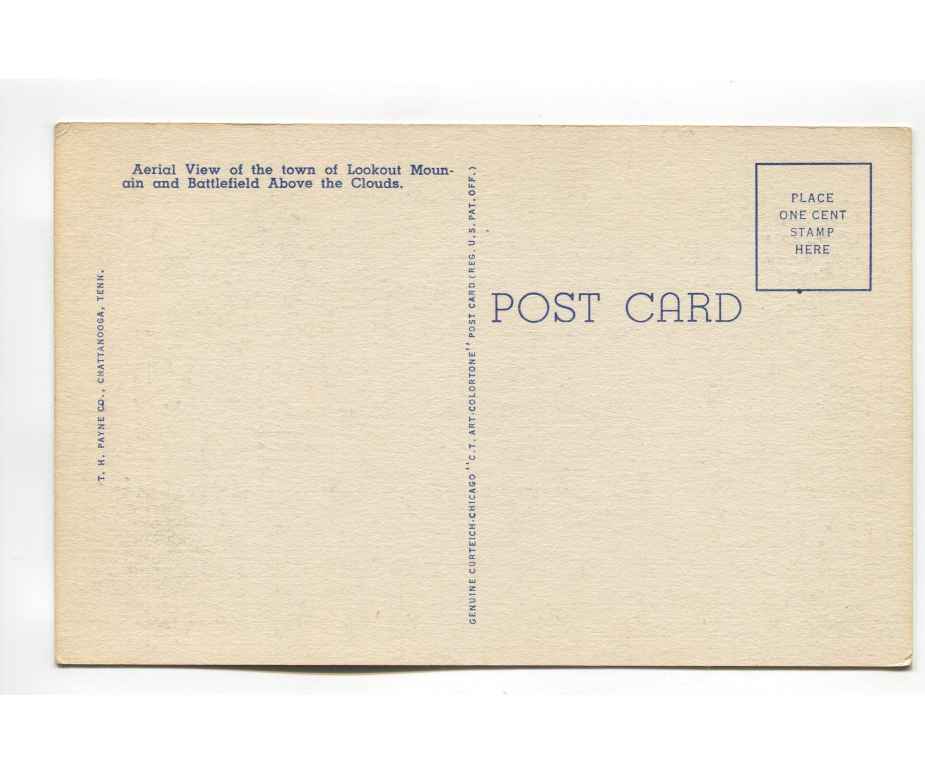 Aerial View of the town of Lookout Moun-
ain and Battlefield Above the Clouds.
T. H. PAYNE CO., CHATTANOOGA, TENN.
GENUINE CURTEICH-CHICAGO "C.T. ART-COLORTONE" POST CARD (REG. U.S. PAT. OFF.)
PLACE
ONE CENT
STAMP
HERE
POST CARD